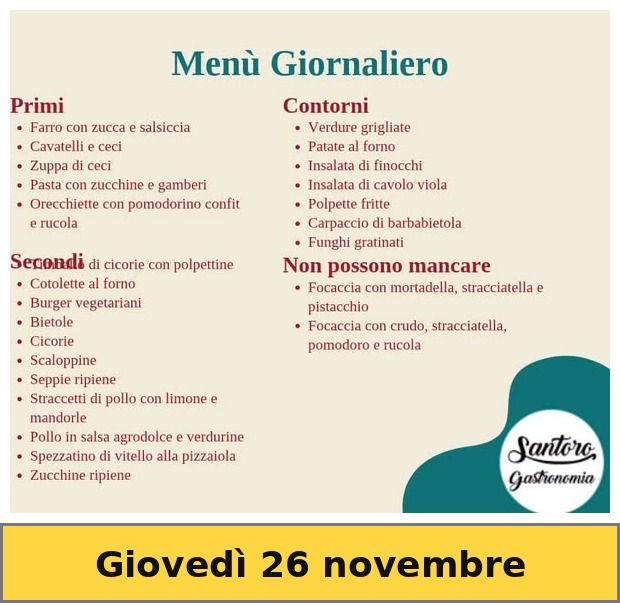 Menù Giornaliero
Primi
Farro con zucca e salsiccia
Cavatelli e ceci
Zuppa di ceci
Pasta con zucchine e gamberi
Orecchiette con pomodorino confit
e rucola
Secondi
di cicorie con polpettine
Cotolette al forno
Burger vegetariani
Bietole
Cicorie
Scaloppine
Seppie ripiene
Straccetti di pollo con limone e
mandorle
Pollo in salsa agrodolce e verdurine
Spezzatino di vitello alla pizzaiola
Zucchine ripiene
Contorni
Verdure grigliate
Patate al forno
Insalata di finocchi
Insalata di cavolo viola
Polpette fritte
Carpaccio di barbabietola
Funghi gratinati
Non possono mancare
Focaccia con mortadella, stracciatella e
pistacchio
Focaccia con crudo, stracciatella,
pomodoro e rucola
Santoro
Gastronomia
Giovedì 26 novembre